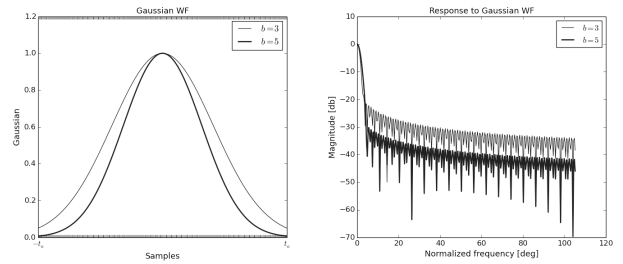 Gaussian WF
1.2
1.0
0.8
0.6
0.4
0.2
0.0
Gaussian
b = 3
b = 5
−tₐ
tₐ
Samples
Response to Gaussian WF
10
0
−10
−20
−30
−40
−50
−60
−70
Magnitude [db]
b = 3
b = 5
0
20
40
60
80
100
120
Normalized frequency [deg]